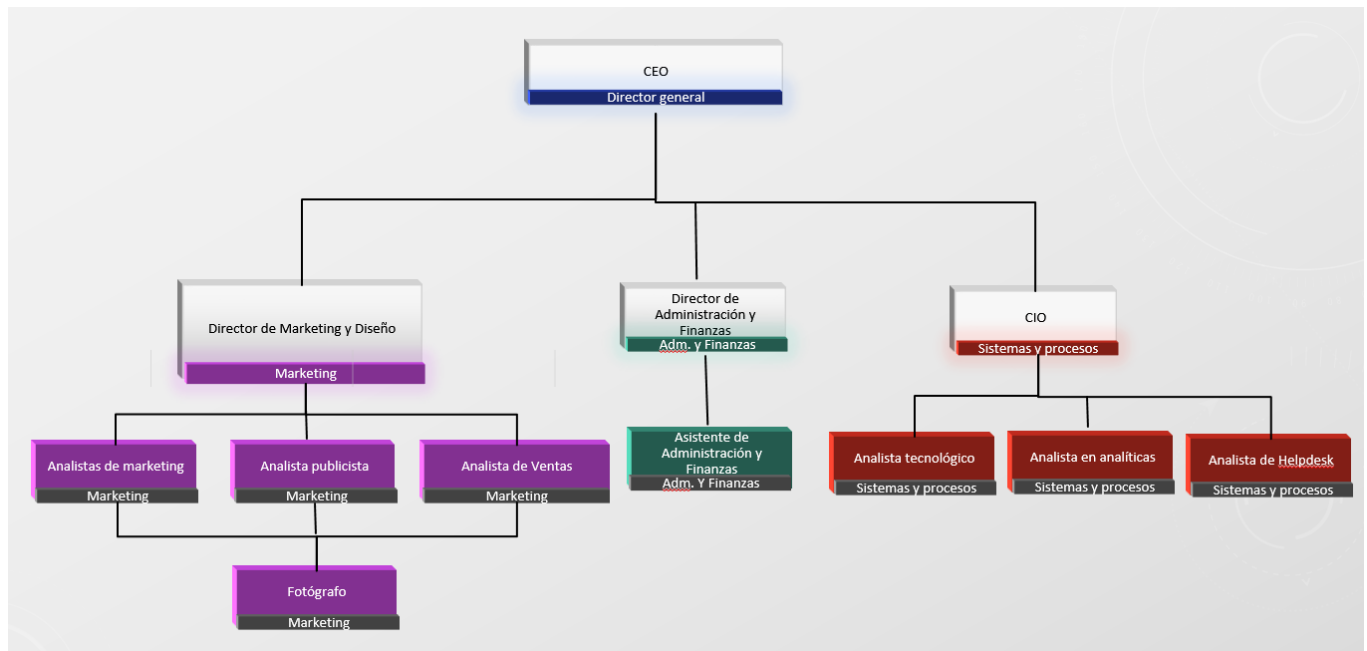 CEO
Director general
Director de Marketing y Diseño
Marketing
Director de
Administración y
Finanzas
Adm. y Finanzas
CIO
Sistemas y procesos
Analistas de marketing
Marketing
Analista publicista
Marketing
Analista de Ventas
Marketing
Asistente de
Administración y
Finanzas
Adm. Y Finanzas
Analista tecnológico
Sistemas y procesos
Analista en analíticas
Sistemas y procesos
Analista de Helpdesk
Sistemas y procesos
Fotógrafo
Marketing